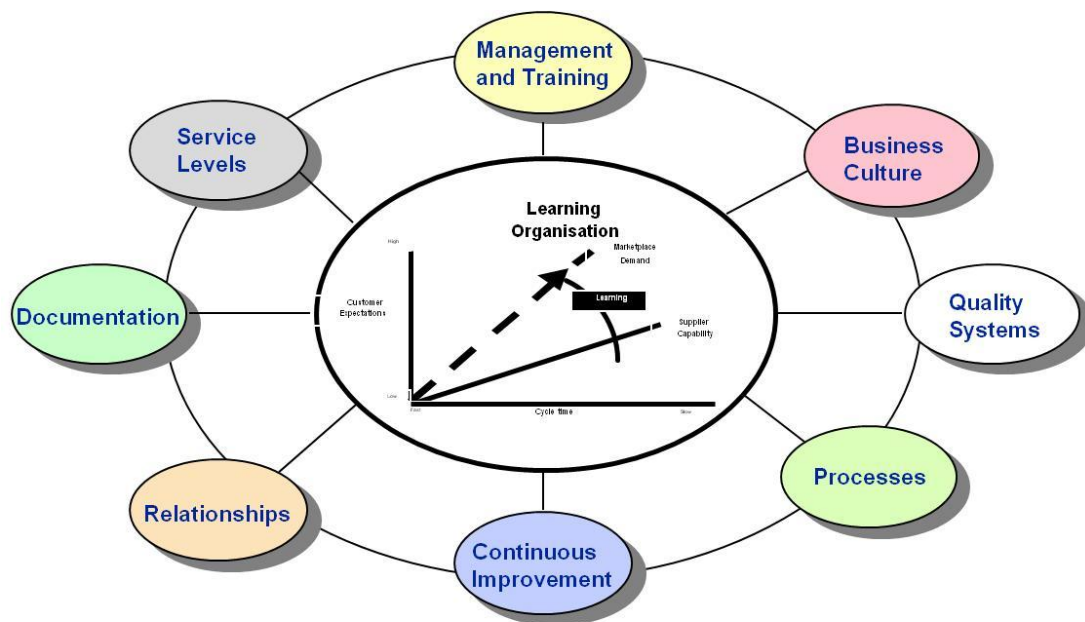 Management
and Training
Service
Levels
Business
Culture
Learning
Organisation
High
Marketplace
Demand
Customer
Expectations
Learning
Documentation
Quality
Systems
Supplier
Capability
Low
Cycle time
Slow
Processes
Relationships
Continuous
Improvement